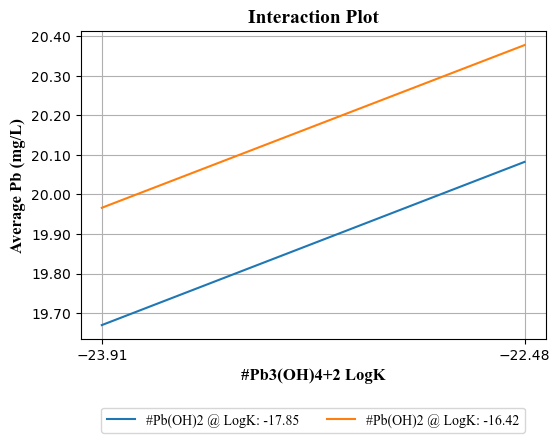 Interaction Plot
Average Pb (mg/L)
20.40
20.30
20.20
20.10
20.00
19.90
19.80
19.70
−23.91
−22.48
#Pb3(OH)4+2 LogK
#Pb(OH)2 @ LogK: -17.85
#Pb(OH)2 @ LogK: -16.42